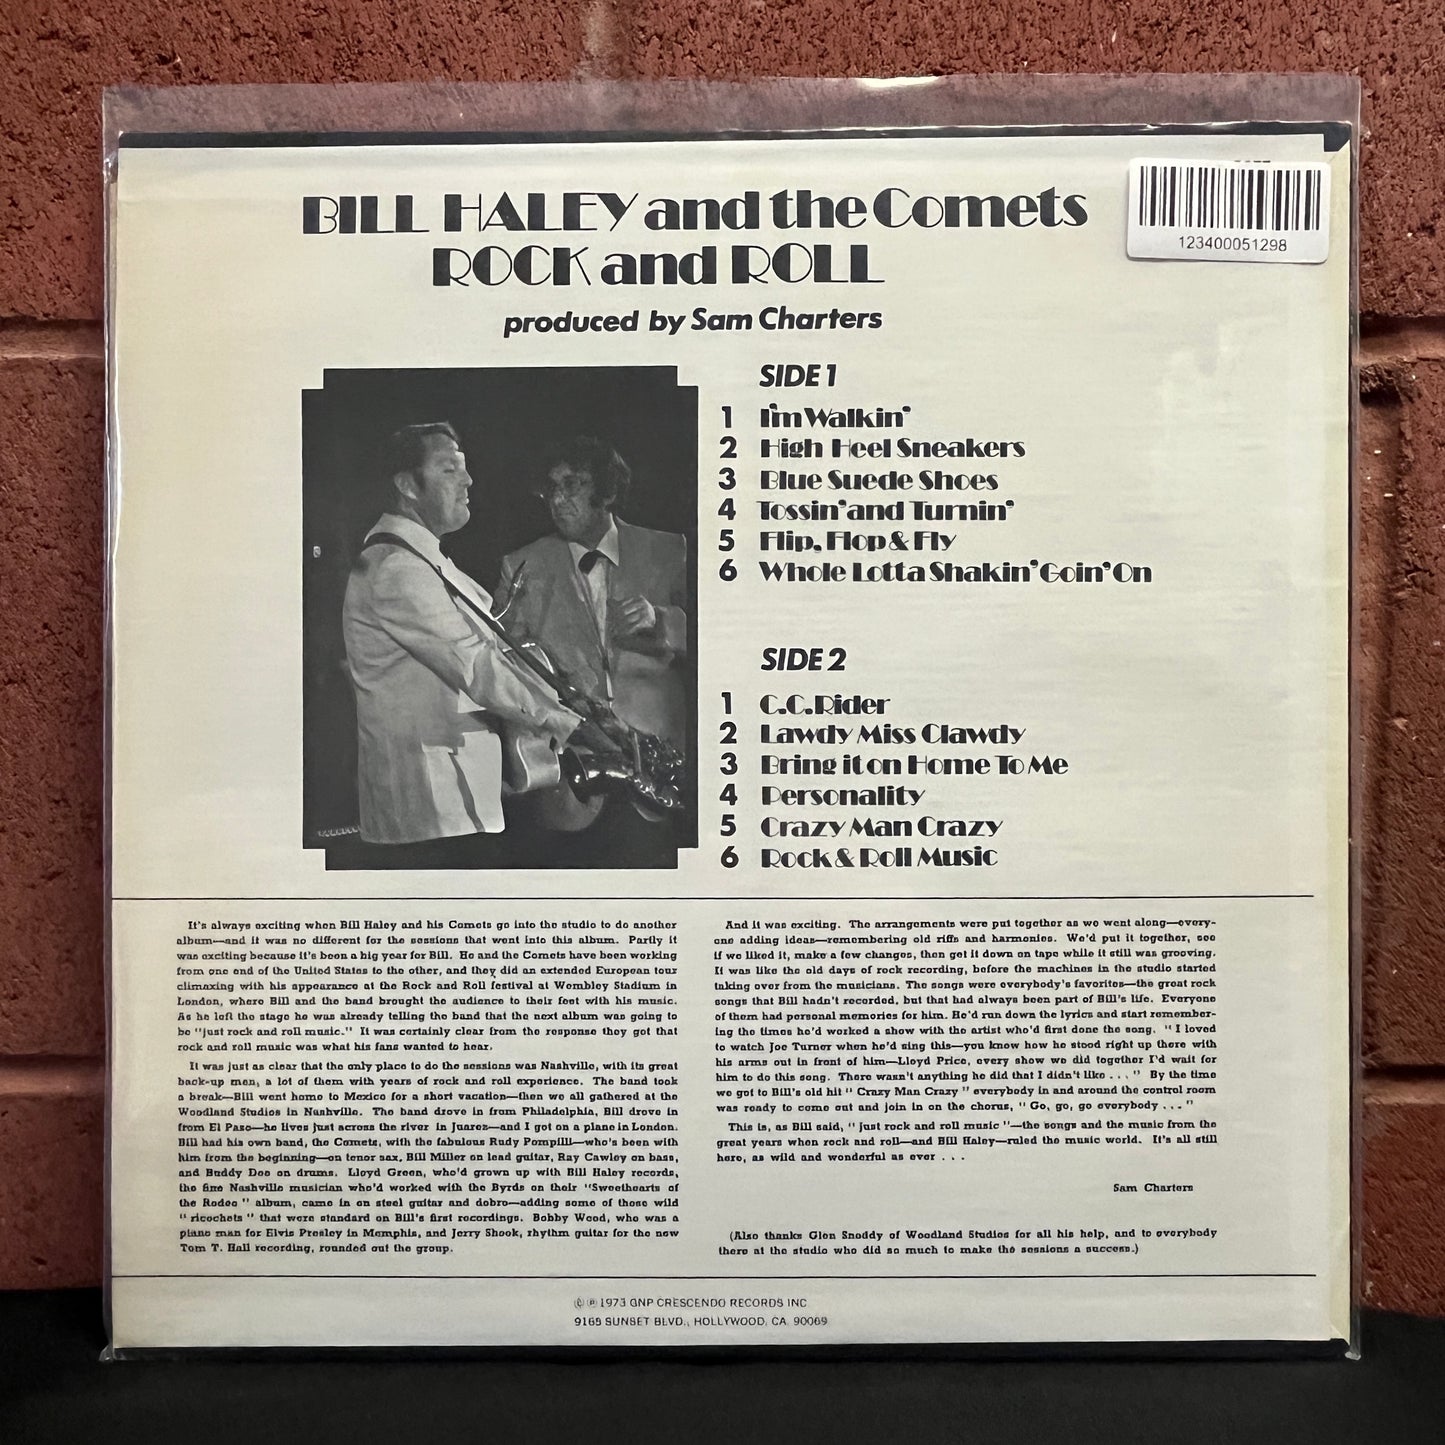 BILL HALEY and the Comets
ROCK and ROLL
produced by Sam Charters
123400051298
SIDE 1
1 I'm Walkin'
2 High Heel Sneakers
3 Blue Suede Shoes
4 Tossin' and Turnin'
5 Flip, Flop & Fly
6 Whole Lotta Shakin' Goin' On
SIDE 2
1 C.C. Rider
2 Lawdy Miss Clawdy
3 Bring it on Home To Me
4 Personality
5 Crazy Man Crazy
6 Rock & Roll Music
It's always exciting when Bill Haley and his Comets go into the studio to do another
album—and it was no different for the sessions that went into this album. Partly it
was exciting because it's been a big year for Bill. He and the Comets have been working
from one end of the United States to the other, and they did an extended European tour
climaxing with his appearance at the Rock and Roll festival at Wembley Stadium in
London, where Bill and the band brought the audience to their feet with his music.
As he left the stage he was already telling the band that the next album was going to
be "just rock and roll music." It was certainly clear from the response they got that
rock and roll music was what his fans wanted to hear.
It was just as clear that the only place to do the sessions was Nashville, with its great
back-up men, a lot of them with years of rock and roll experience. The band took
a break—Bill went home to Mexico for a short vacation—then we all gathered at the
Woodland Studios in Nashville. The band drove in from Philadelphia, Bill drove in
from El Paso—he lives just across the river in Juarez—and I got on a plane in London.
Bill had his own band, the Comets, with the fabulous Rudy Pompilli—who's been with
him from the beginning—on tenor sax, Bill Miller on lead guitar, Ray Cawley on bass,
and Buddy Dee on drums. Lloyd Green, who'd grown up with Bill Haley records,
the fine Nashville musician who'd worked with the Byrds on their "Sweethearts of
the Rodeo" album, came in on steel guitar and dobro—adding some of those wild
"ricochets" that were standard on Bill's first recordings. Bobby Wood, who was a
piano man for Elvis Presley in Memphis, and Jerry Shook, rhythm guitar for the new
Tom T. Hall recording, rounded out the group.
And it was exciting. The arrangements were put together as we went along—every-
one adding ideas—remembering old riffs and harmonies. We'd put it together, see
if we liked it, make a few changes, then get it down on tape while it still was grooving.
It was like the old days of rock recording, before the machines in the studio started
taking over from the musicians. The songs were everybody's favorites—the great rock
songs that Bill hadn't recorded, but that had always been part of Bill's life. Everyone
of them had personal memories for him. He'd run down the lyrics and start remember-
ing the times he'd worked a show with the artist who'd first done the song. "I loved
to watch Joe Turner when he'd sing this—you know how he stood right up there with
his arms out in front of him—Lloyd Price, every show we did together I'd wait for
him to do this song. There wasn't anything he did that I didn't like . . ." By the time
we got to Bill's old hit "Crazy Man Crazy" everybody in and around the control room
was ready to come out and join in on the chorus, "Go, go, go everybody . . ."
This is, as Bill said, "just rock and roll music"—the songs and the music from the
great years when rock and roll—and Bill Haley—ruled the music world. It's all still
here, as wild and wonderful as ever . . .
Sam Charters
(Also thanks Glen Snoddy of Woodland Studios for all his help, and to everybody
there at the studio who did so much to make the sessions a success.)
© ℗ 1973 GNP CRESCENDO RECORDS INC
9165 SUNSET BLVD., HOLLYWOOD, CA. 90069